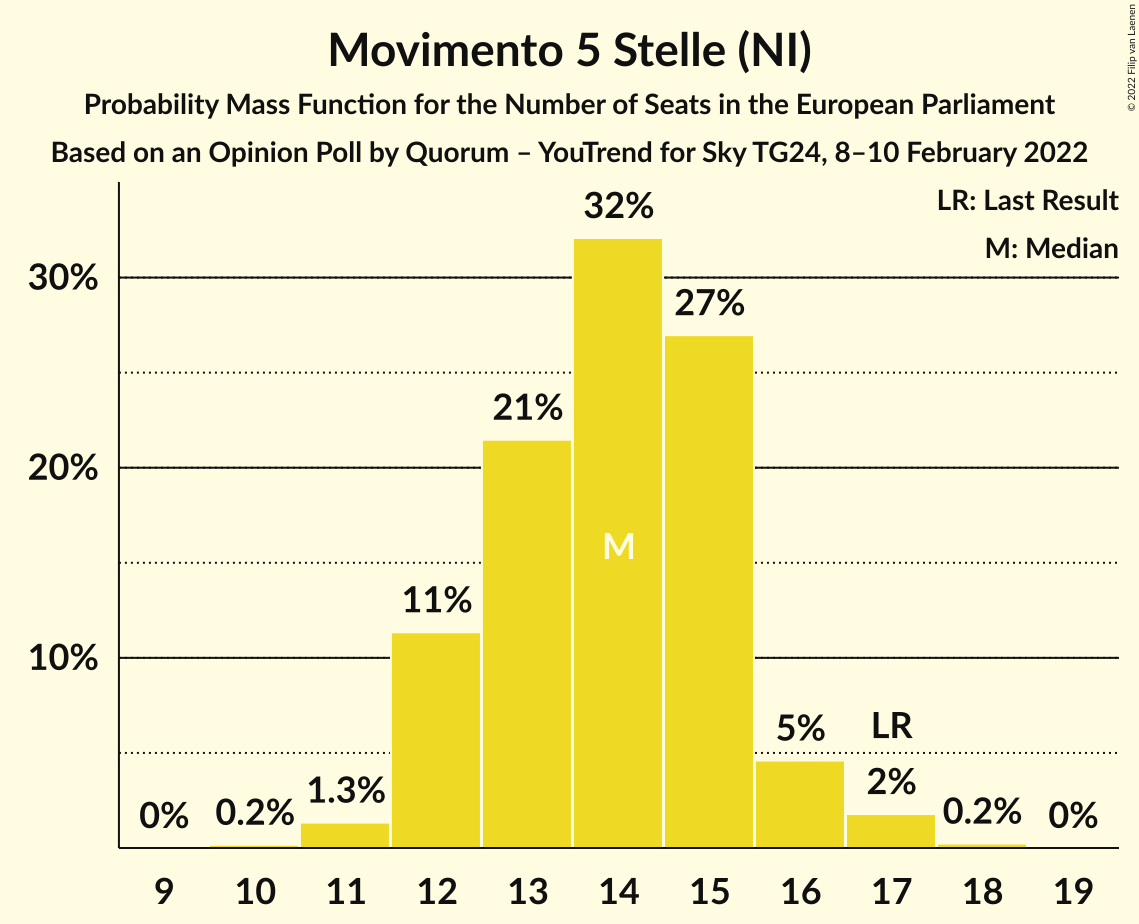 Movimento 5 Stelle (NI)
Probability Mass Function for the Number of Seats in the European Parliament
Based on an Opinion Poll by Quorum – YouTrend for Sky TG24, 8–10 February 2022
© 2022 Filip van Laenen
LR: Last Result
M: Median
30%
20%
10%
0%
0.2%
1.3%
11%
21%
32%
M
27%
5%
LR
2%
0.2%
0%
9 10 11 12 13 14 15 16 17 18 19